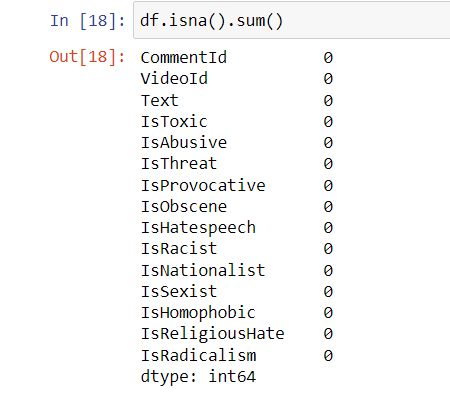 In [18]: df.isna().sum()
Out[18]: CommentId 0
VideoId 0
Text 0
IsToxic 0
IsAbusive 0
IsThreat 0
IsProvocative 0
IsObscene 0
IsHatespeech 0
IsRacist 0
IsNationalist 0
IsSexist 0
IsHomophobic 0
IsReligiousHate 0
IsRadicalism 0
dtype: int64